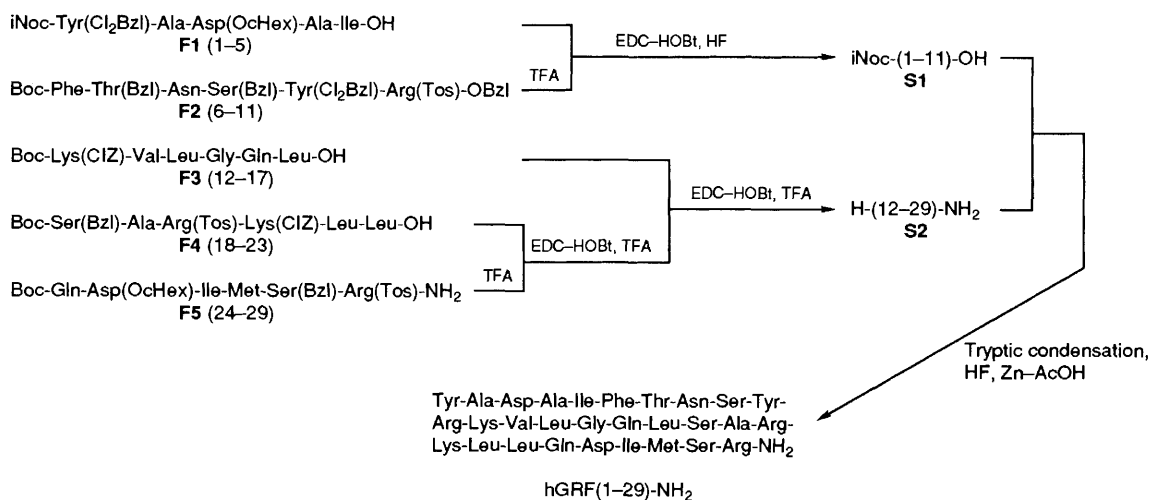 iNoc-Tyr(Cl2Bzl)-Ala-Asp(OcHex)-Ala-Ile-OH
F1 (1–5)
EDC–HOBt, HF
iNoc-(1–11)-OH
S1
TFA
Boc-Phe-Thr(Bzl)-Asn-Ser(Bzl)-Tyr(Cl2Bzl)-Arg(Tos)-OBzl
F2 (6–11)
Boc-Lys(ClZ)-Val-Leu-Gly-Gln-Leu-OH
F3 (12–17)
EDC–HOBt, TFA
H-(12–29)-NH2
S2
Boc-Ser(Bzl)-Ala-Arg(Tos)-Lys(ClZ)-Leu-Leu-OH
F4 (18–23)
EDC–HOBt, TFA
TFA
Boc-Gln-Asp(OcHex)-Ile-Met-Ser(Bzl)-Arg(Tos)-NH2
F5 (24–29)
Tryptic condensation,
HF, Zn–AcOH
Tyr-Ala-Asp-Ala-Ile-Phe-Thr-Asn-Ser-Tyr-
Arg-Lys-Val-Leu-Gly-Gln-Leu-Ser-Ala-Arg-
Lys-Leu-Leu-Gln-Asp-Ile-Met-Ser-Arg-NH2
hGRF(1–29)-NH2